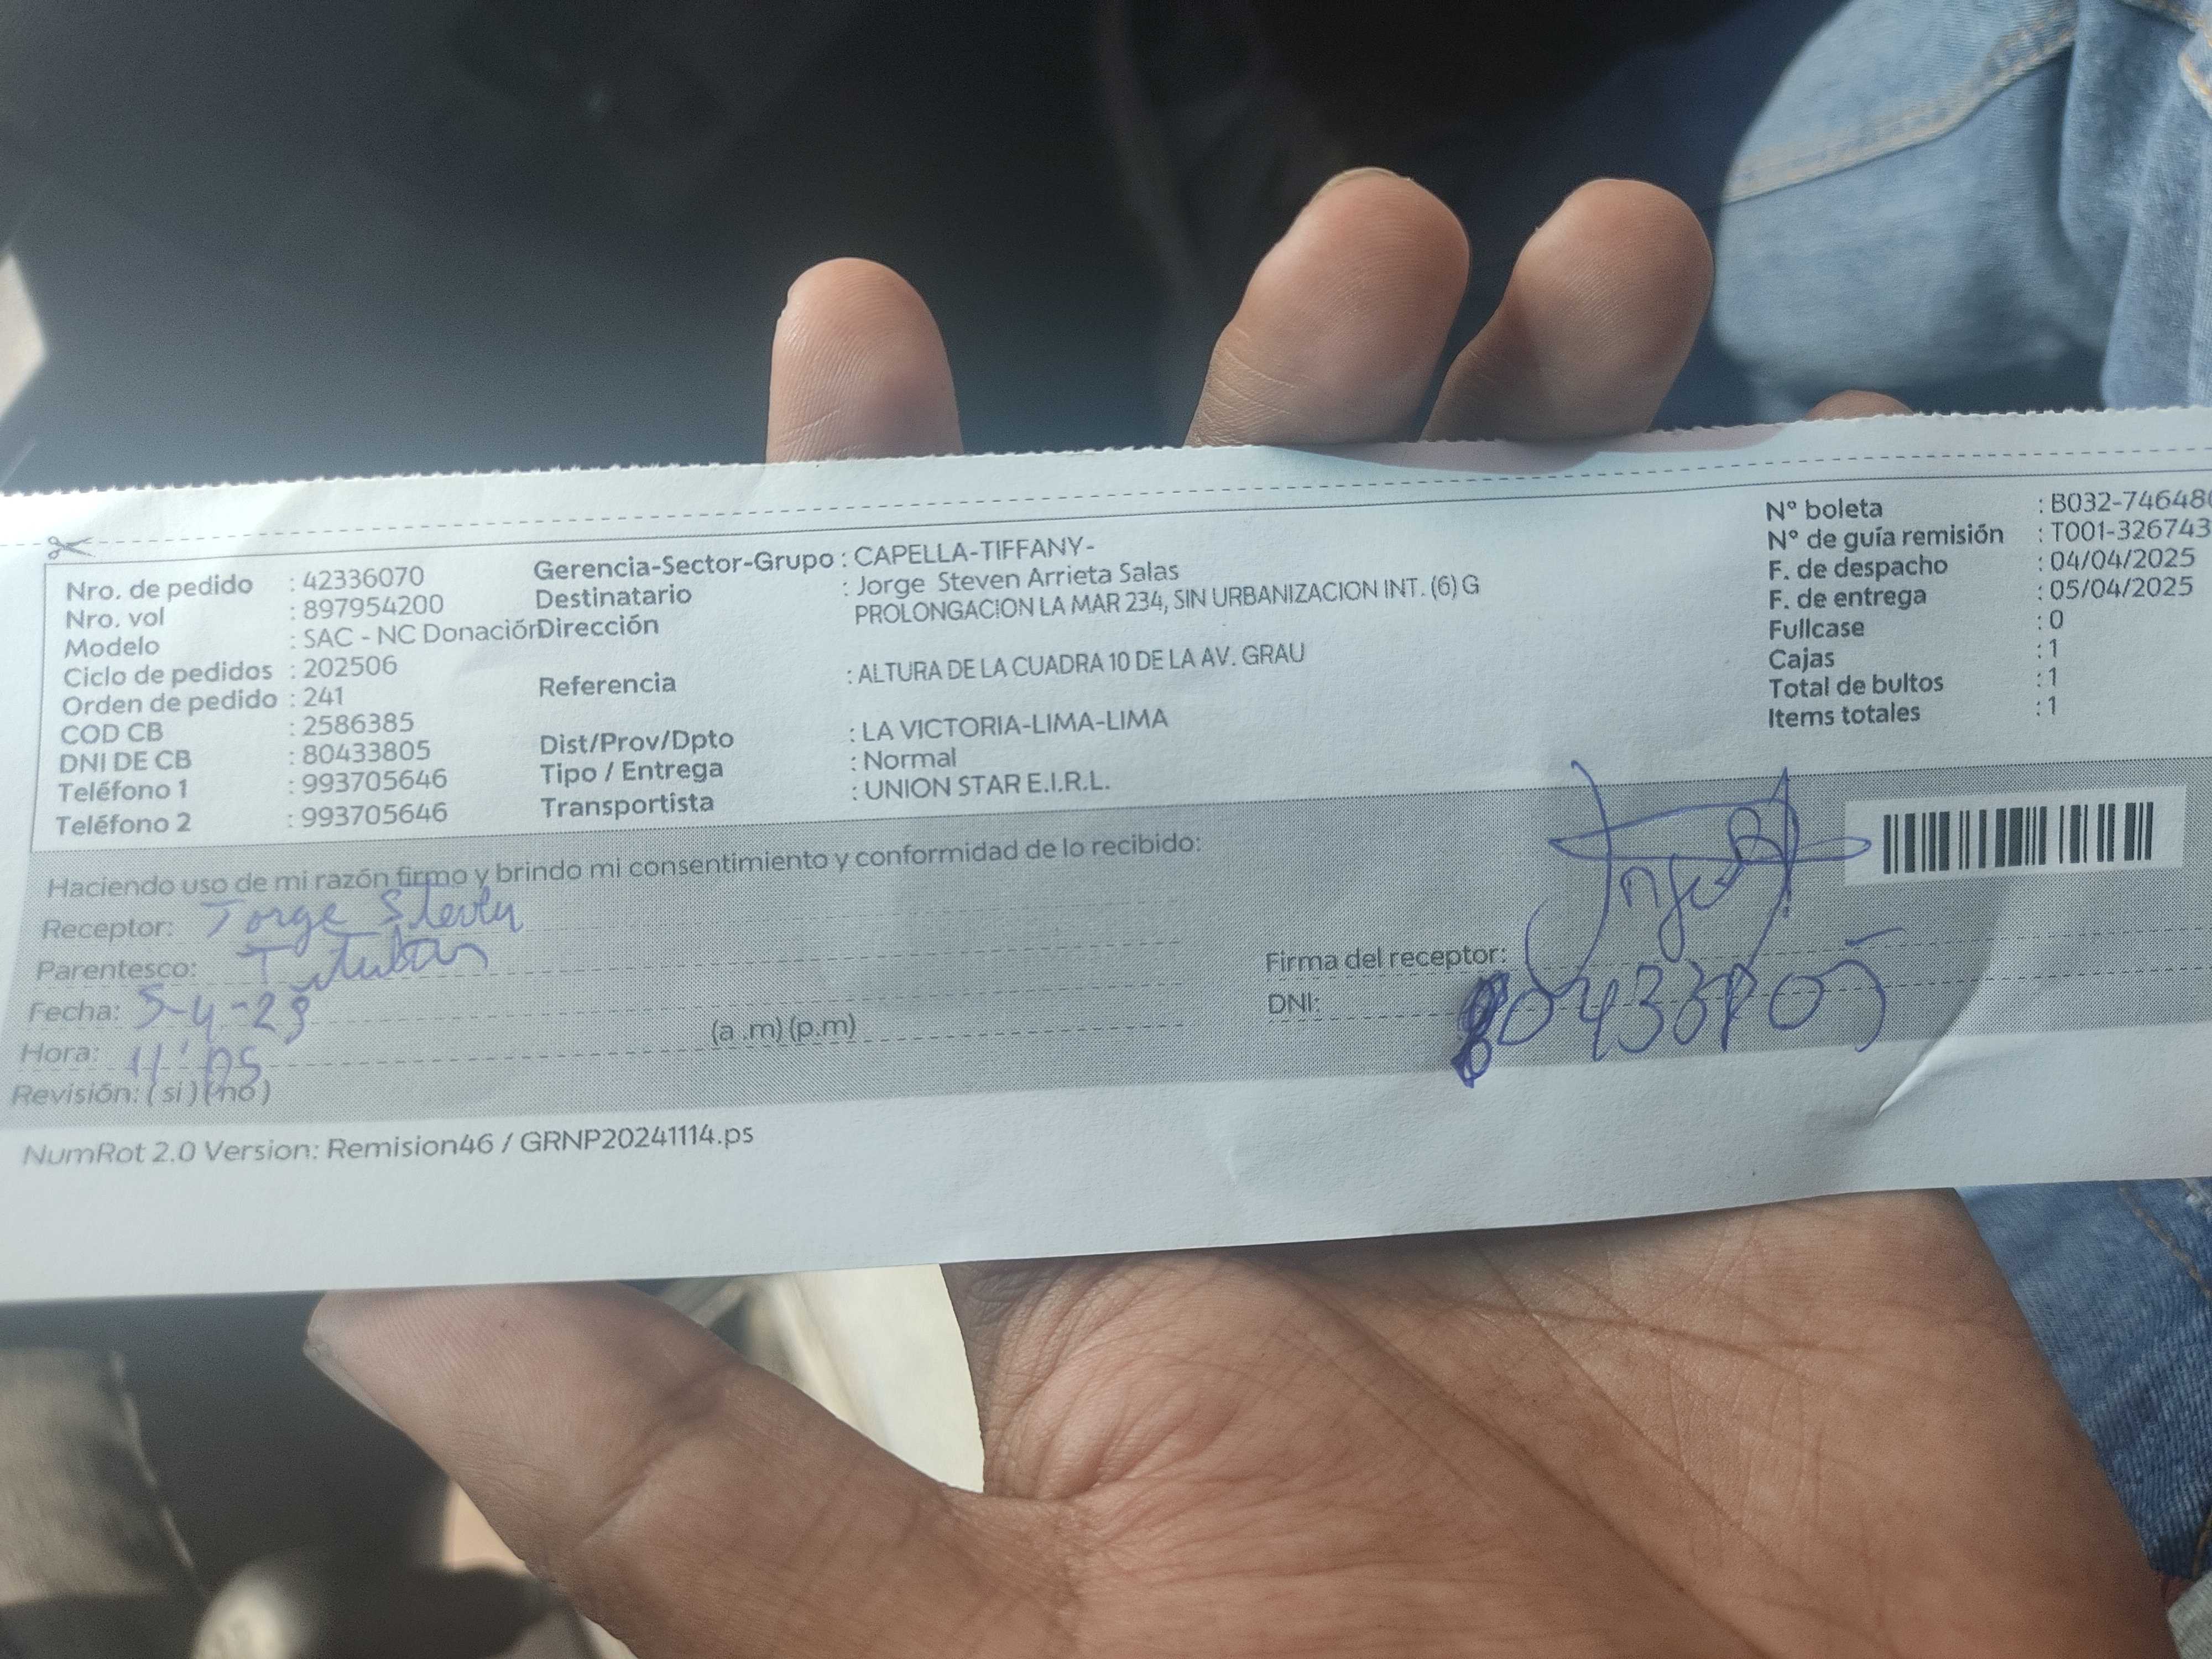 Nro. de pedido : 42336070
Nro. vol : 897954200
Modelo : SAC - NC Donación
Ciclo de pedidos : 202506
Orden de pedido : 241
COD CB : 2586385
DNI DE CB : 80433805
Teléfono 1 : 993705646
Teléfono 2 : 993705646
Gerencia-Sector-Grupo : CAPELLA-TIFFANY-
Destinatario : Jorge Steven Arrieta Salas
Dirección PROLONGACION LA MAR 234, SIN URBANIZACION INT. (6) G
Referencia : ALTURA DE LA CUADRA 10 DE LA AV. GRAU
Dist/Prov/Dpto : LA VICTORIA-LIMA-LIMA
Tipo / Entrega : Normal
Transportista : UNION STAR E.I.R.L.
N° boleta : B032-74648
N° de guía remisión : T001-326743
F. de despacho : 04/04/2025
F. de entrega : 05/04/2025
Fullcase : 0
Cajas : 1
Total de bultos : 1
Items totales : 1
Haciendo uso de mi razón firmo y brindo mi consentimiento y conformidad de lo recibido:
Receptor: Jorge Steven
Parentesco: Titular
Fecha: 5-4-25
Hora: 11:05 (a .m) (p.m)
Revisión: ( si ) ( no )
Firma del receptor:
DNI: 80433805
NumRot 2.0 Version: Remision46 / GRNP20241114.ps